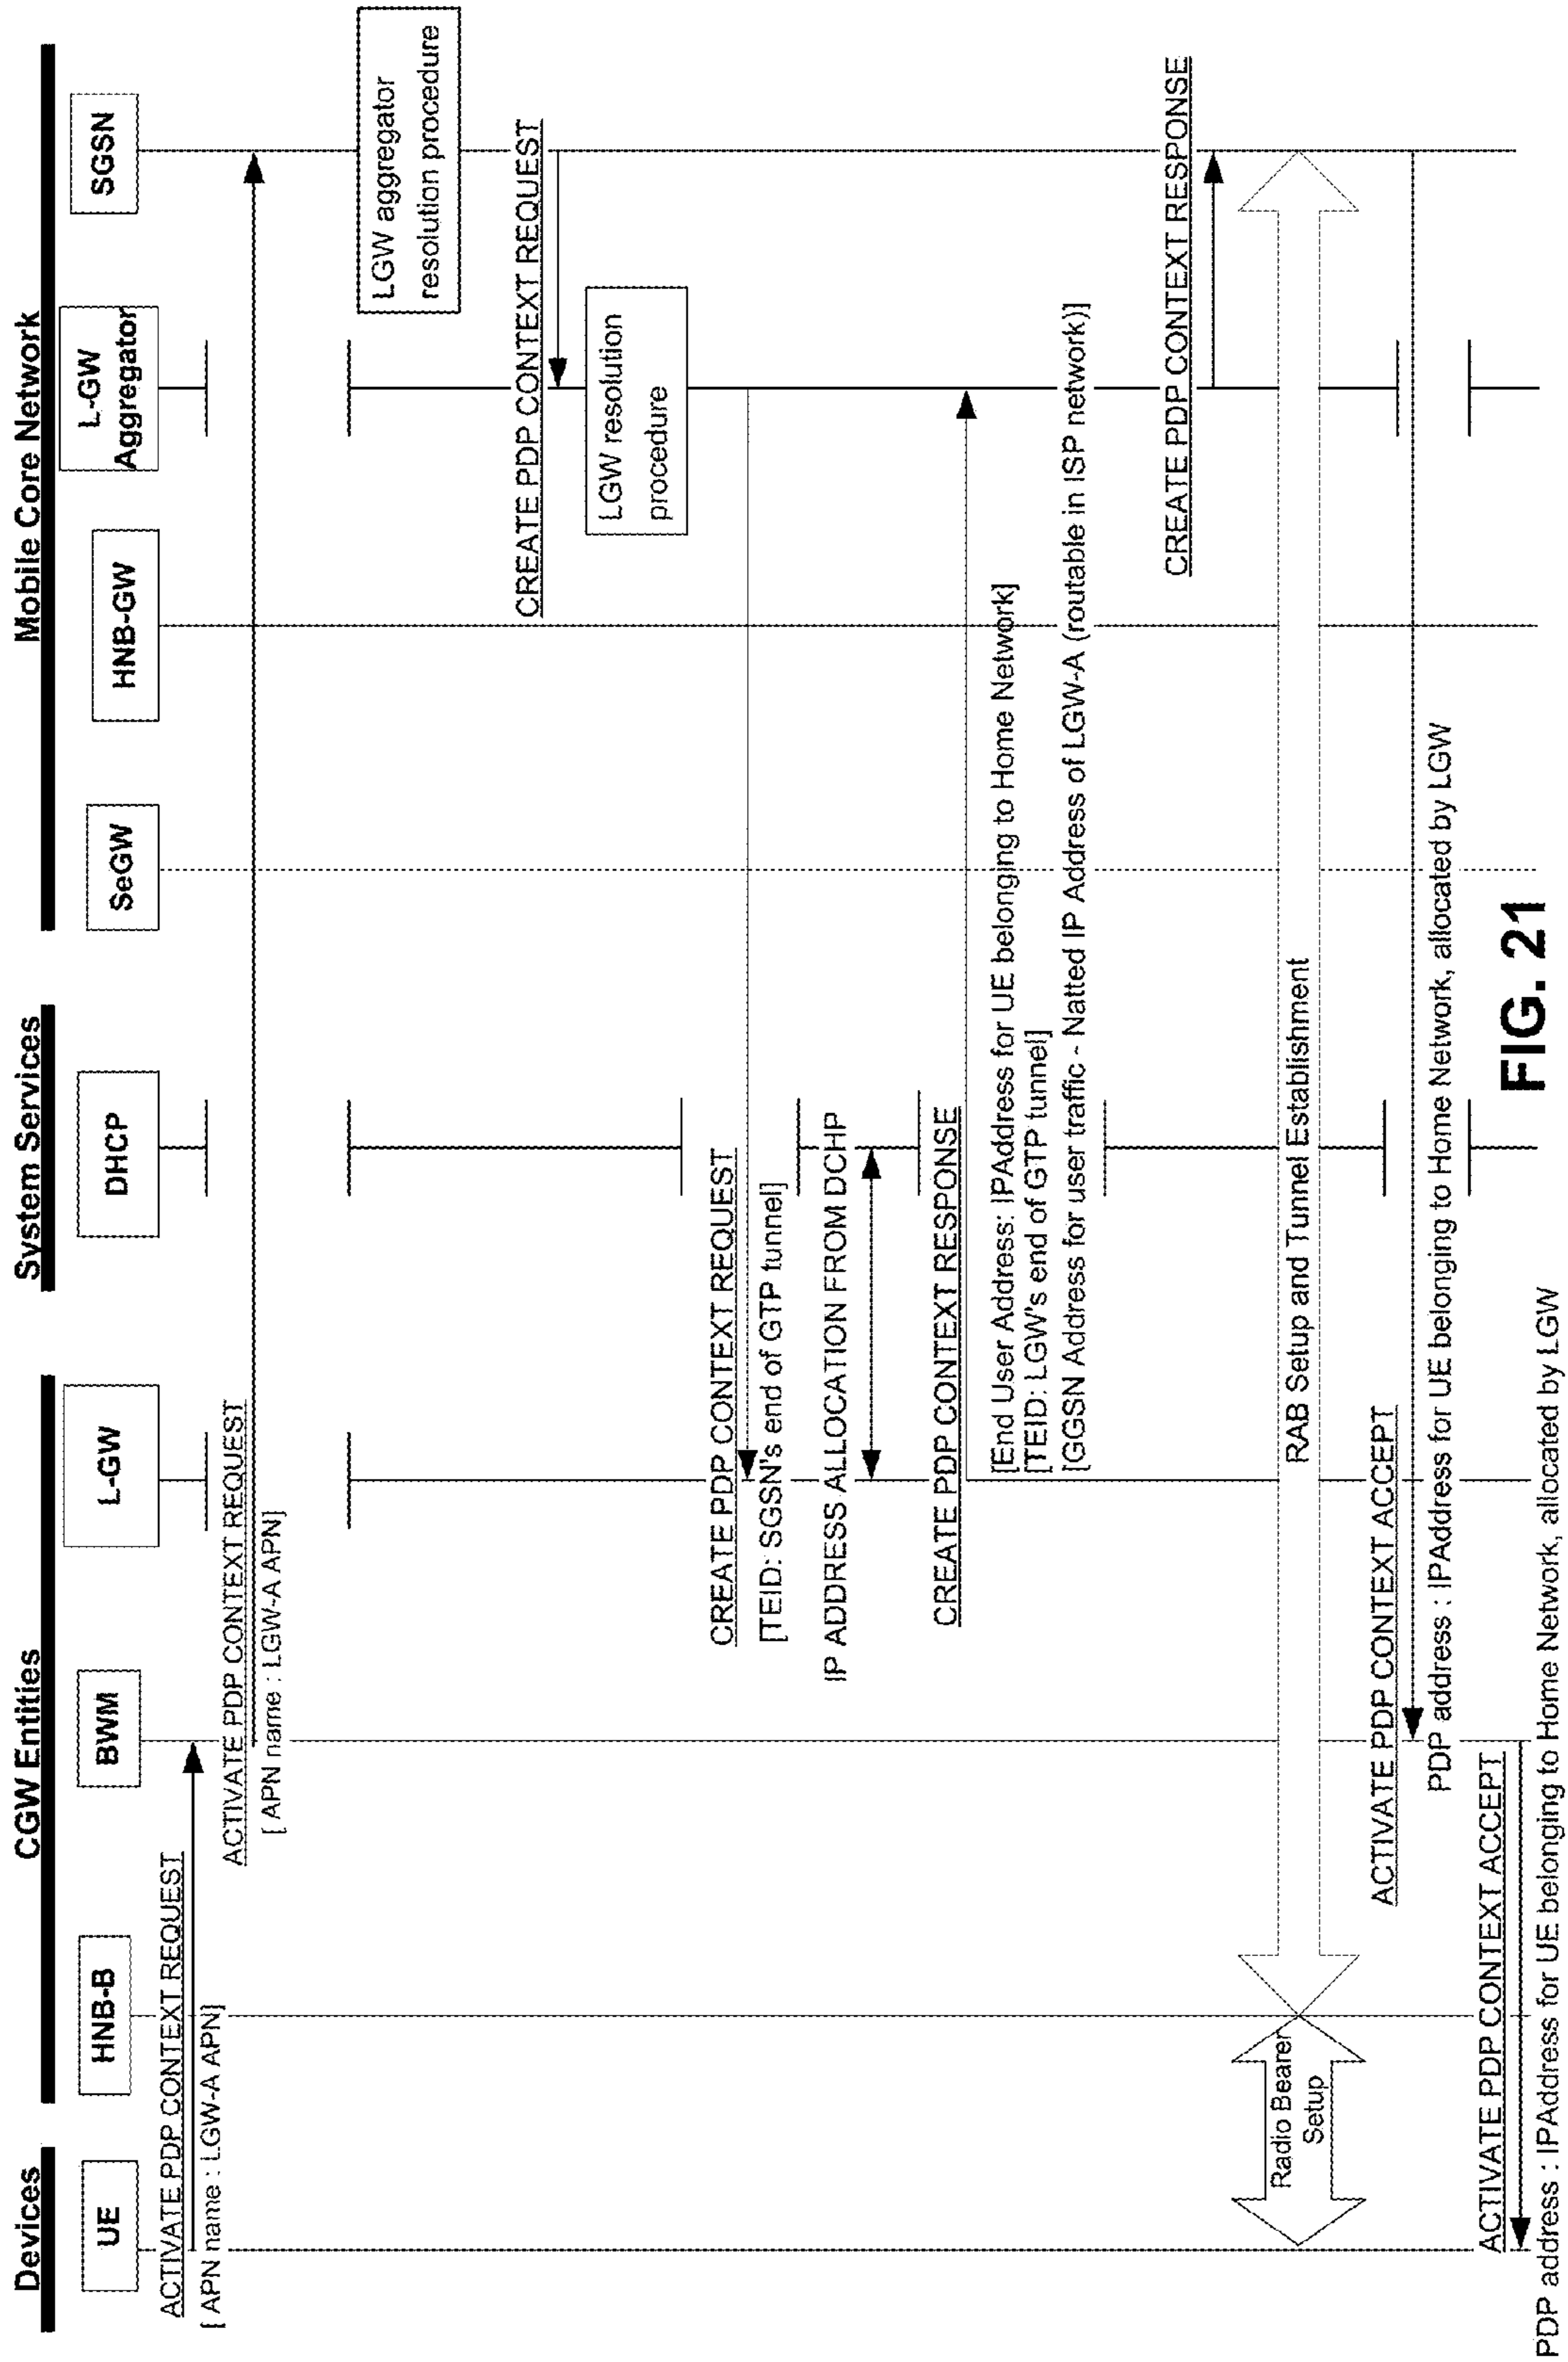 Devices
CGW Entities
System Services
Mobile Core Network
UE
HNB-B
BWM
L-GW
DHCP
SeGW
HNB-GW
L-GW
Aggregator
SGSN
ACTIVATE PDP CONTEXT REQUEST
[ APN name : LGW-A APN]
ACTIVATE PDP CONTEXT REQUEST
[ APN name : LGW-A APN]
LGW aggregator
resolution procedure
CREATE PDP CONTEXT REQUEST
LGW resolution
procedure
CREATE PDP CONTEXT REQUEST
[TEID: SGSN's end of GTP tunnel]
IP ADDRESS ALLOCATION FROM DCHP
CREATE PDP CONTEXT RESPONSE
[End User Address: IPAddress for UE belonging to Home Network]
[TEID: LGW's end of GTP tunnel]
[GGSN Address for user traffic - Natted IP Address of LGW-A (routable in ISP network)]
CREATE PDP CONTEXT RESPONSE
Radio Bearer
Setup
RAB Setup and Tunnel Establishment
ACTIVATE PDP CONTEXT ACCEPT
PDP address : IPAddress for UE belonging to Home Network, allocated by LGW
ACTIVATE PDP CONTEXT ACCEPT
PDP address : IPAddress for UE belonging to Home Network, allocated by LGW
FIG. 21